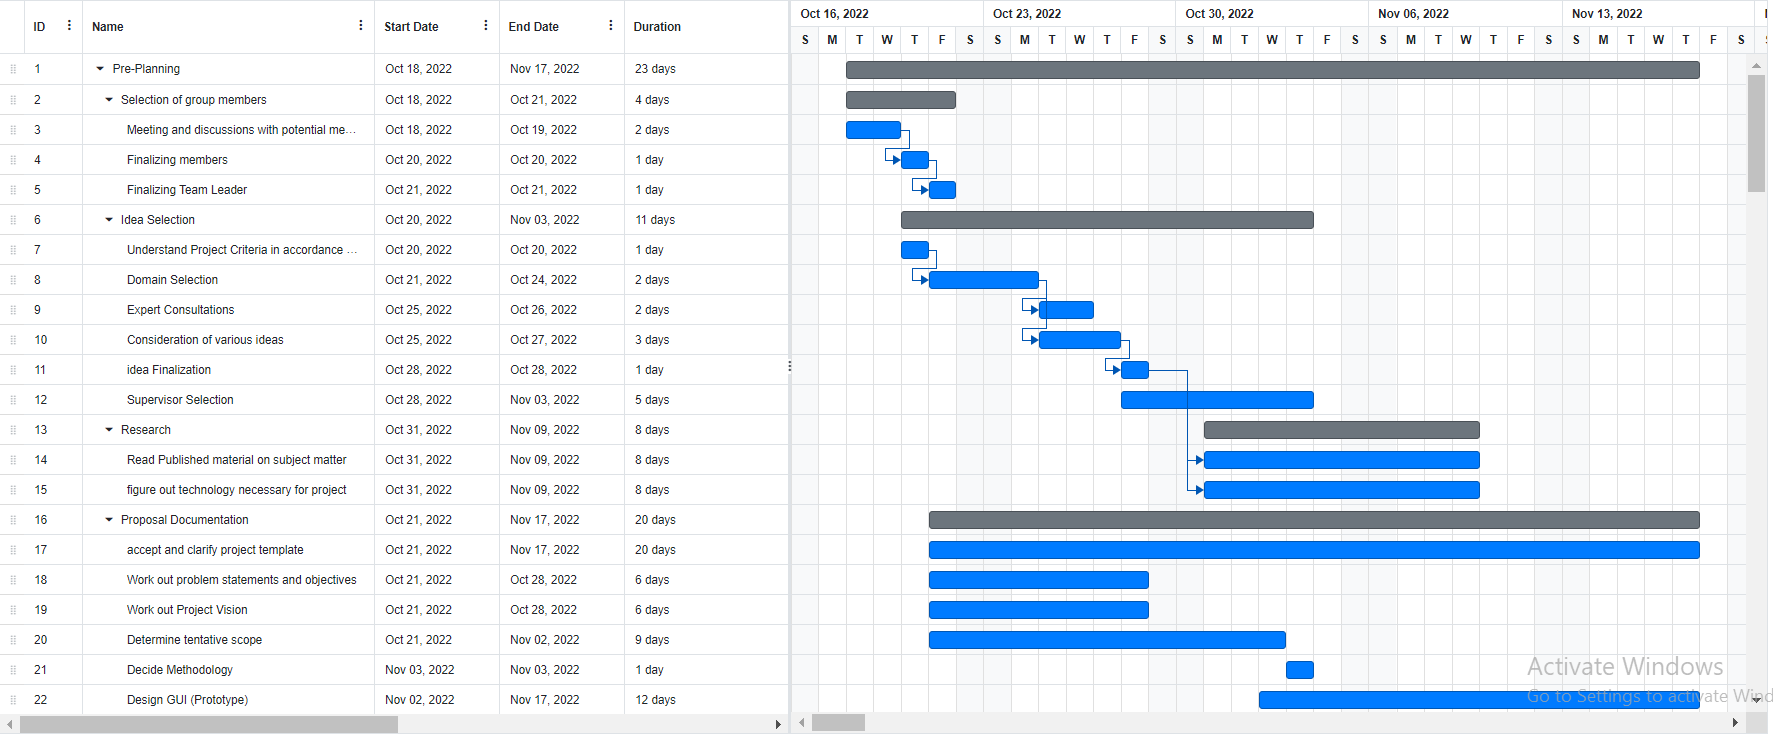 ID Name Start Date End Date Duration
Oct 16, 2022 Oct 23, 2022 Oct 30, 2022 Nov 06, 2022 Nov 13, 2022
S M T W T F S S M T W T F S S M T W T F S S M T W T F S S M T W T F S
1 Pre-Planning Oct 18, 2022 Nov 17, 2022 23 days
2 Selection of group members Oct 18, 2022 Oct 21, 2022 4 days
3 Meeting and discussions with potential me... Oct 18, 2022 Oct 19, 2022 2 days
4 Finalizing members Oct 20, 2022 Oct 20, 2022 1 day
5 Finalizing Team Leader Oct 21, 2022 Oct 21, 2022 1 day
6 Idea Selection Oct 20, 2022 Nov 03, 2022 11 days
7 Understand Project Criteria in accordance ... Oct 20, 2022 Oct 20, 2022 1 day
8 Domain Selection Oct 21, 2022 Oct 24, 2022 2 days
9 Expert Consultations Oct 25, 2022 Oct 26, 2022 2 days
10 Consideration of various ideas Oct 25, 2022 Oct 27, 2022 3 days
11 idea Finalization Oct 28, 2022 Oct 28, 2022 1 day
12 Supervisor Selection Oct 28, 2022 Nov 03, 2022 5 days
13 Research Oct 31, 2022 Nov 09, 2022 8 days
14 Read Published material on subject matter Oct 31, 2022 Nov 09, 2022 8 days
15 figure out technology necessary for project Oct 31, 2022 Nov 09, 2022 8 days
16 Proposal Documentation Oct 21, 2022 Nov 17, 2022 20 days
17 accept and clarify project template Oct 21, 2022 Nov 17, 2022 20 days
18 Work out problem statements and objectives Oct 21, 2022 Oct 28, 2022 6 days
19 Work out Project Vision Oct 21, 2022 Oct 28, 2022 6 days
20 Determine tentative scope Oct 21, 2022 Nov 02, 2022 9 days
21 Decide Methodology Nov 03, 2022 Nov 03, 2022 1 day
22 Design GUI (Prototype) Nov 02, 2022 Nov 17, 2022 12 days
Activate Windows
Go to Settings to activate Wind